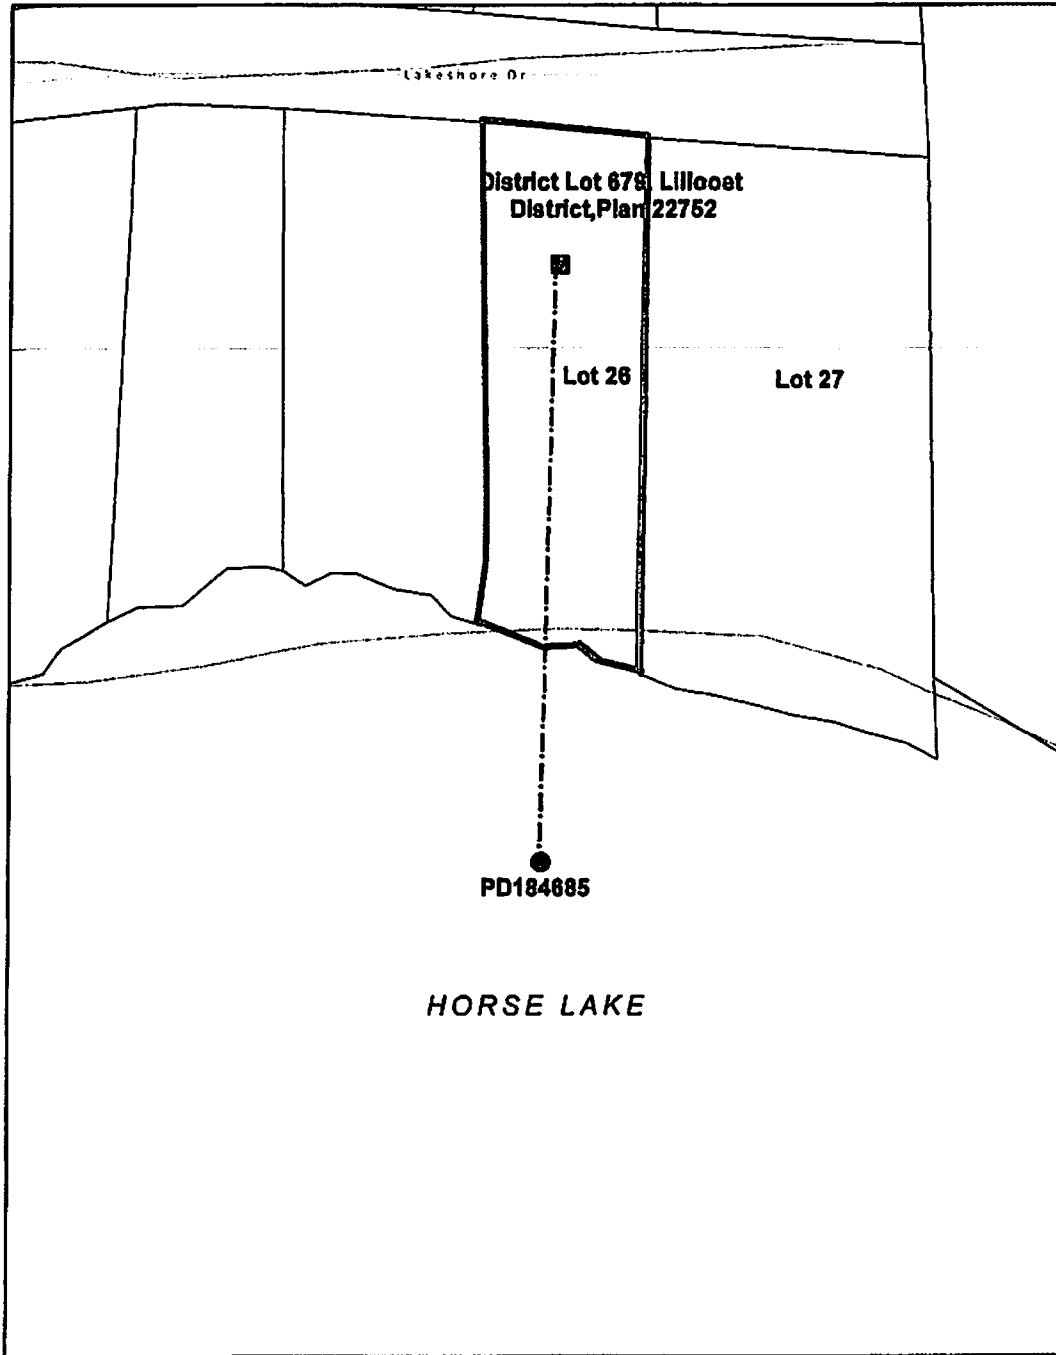 Lakeshore Dr
District Lot 679, Lillooet
District,Plan 22752
Lot 26
Lot 27
PD184685
HORSE LAKE